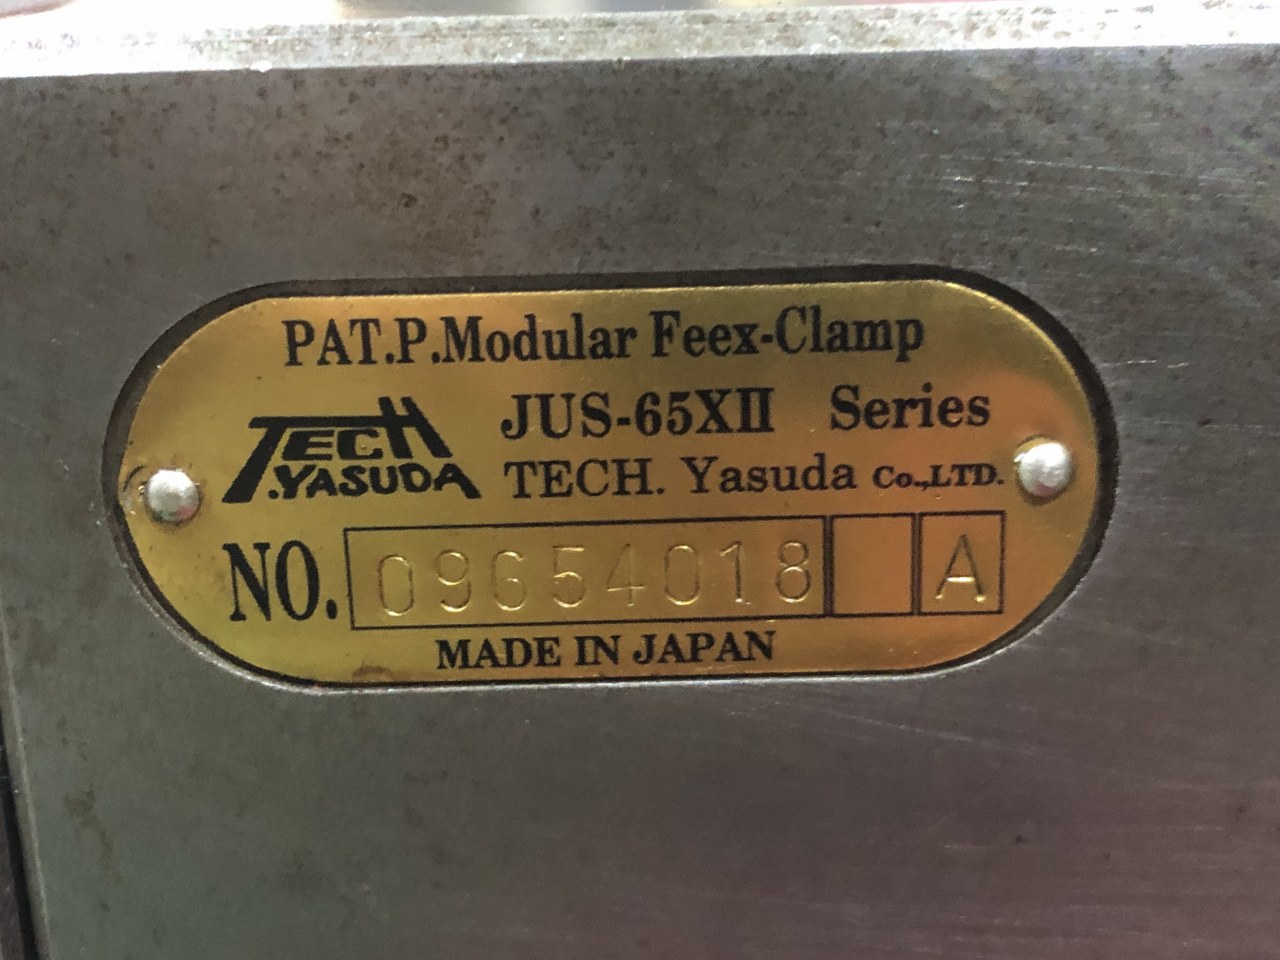 PAT.P.Modular Feex-Clamp
TECH.YASUDA
JUS-65XII Series
TECH. Yasuda Co.,LTD.
NO. 09654018 A
MADE IN JAPAN